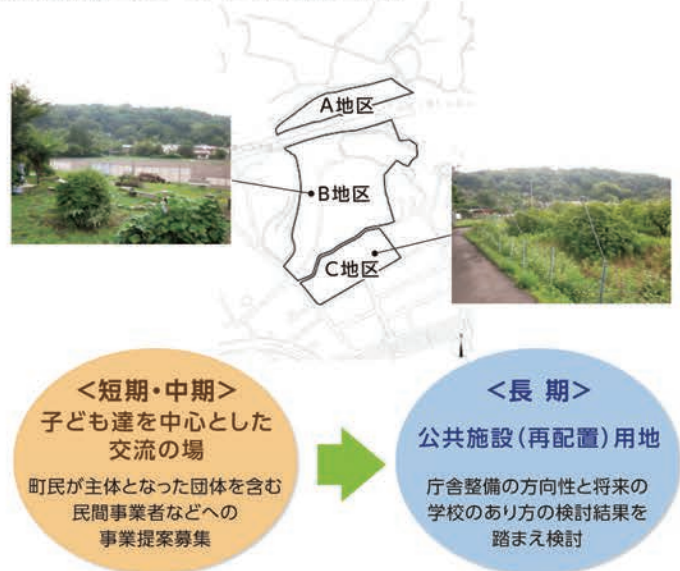 A地区
B地区
C地区
<短期・中期>
子ども達を中心とした
交流の場
町民が主体となった団体を含む
民間事業者などへの
事業提案募集
<長 期>
公共施設(再配置)用地
庁舎整備の方向性と将来の
学校のあり方の検討結果を
踏まえ検討